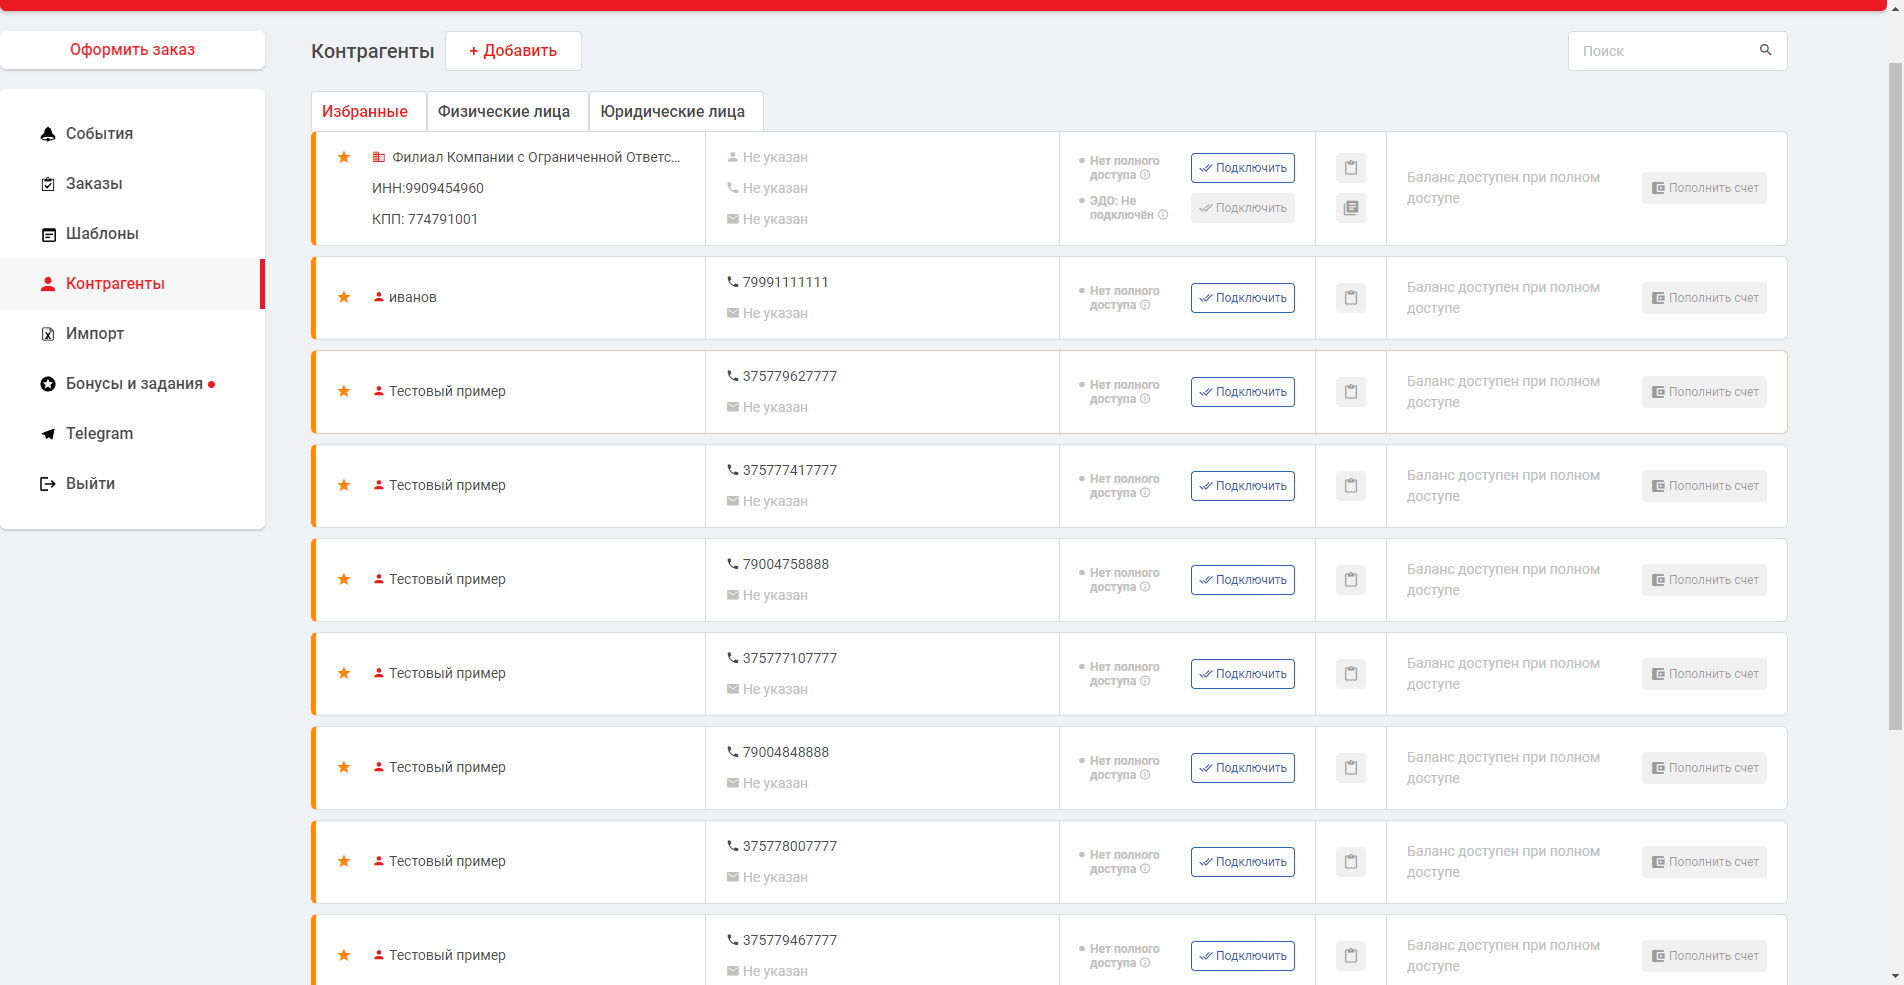 Оформить заказ
События
Заказы
Шаблоны
Контрагенты
Импорт
Бонусы и задания
Telegram
Выйти
Контрагенты
+ Добавить
Поиск
Избранные
Физические лица
Юридические лица
Филиал Компании с Ограниченной Ответс...
ИНН:9909454960
КПП: 774791001
Не указан
Не указан
Не указан
Нет полного
доступа
Подключить
ЭДО: Не
подключён
Подключить
Баланс доступен при полном
доступе
Пополнить счет
иванов
79991111111
Не указан
Нет полного
доступа
Подключить
Баланс доступен при полном
доступе
Пополнить счет
Тестовый пример
375779627777
Не указан
Нет полного
доступа
Подключить
Баланс доступен при полном
доступе
Пополнить счет
Тестовый пример
375777417777
Не указан
Нет полного
доступа
Подключить
Баланс доступен при полном
доступе
Пополнить счет
Тестовый пример
79004758888
Не указан
Нет полного
доступа
Подключить
Баланс доступен при полном
доступе
Пополнить счет
Тестовый пример
375777107777
Не указан
Нет полного
доступа
Подключить
Баланс доступен при полном
доступе
Пополнить счет
Тестовый пример
79004848888
Не указан
Нет полного
доступа
Подключить
Баланс доступен при полном
доступе
Пополнить счет
Тестовый пример
375778007777
Не указан
Нет полного
доступа
Подключить
Баланс доступен при полном
доступе
Пополнить счет
Тестовый пример
375779467777
Не указан
Нет полного
доступа
Подключить
Баланс доступен при полном
доступе
Пополнить счет